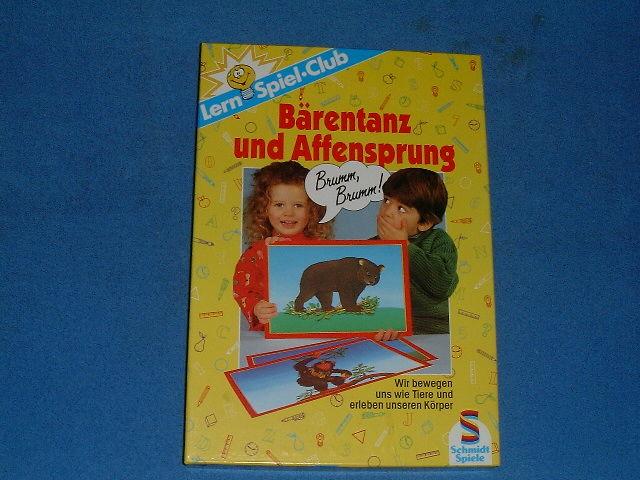 Lern Spiel·Club
Bärentanz
und Affensprung
Brumm,
Brumm!
Wir bewegen
uns wie Tiere und
erleben unseren Körper
S
Schmidt
Spiele